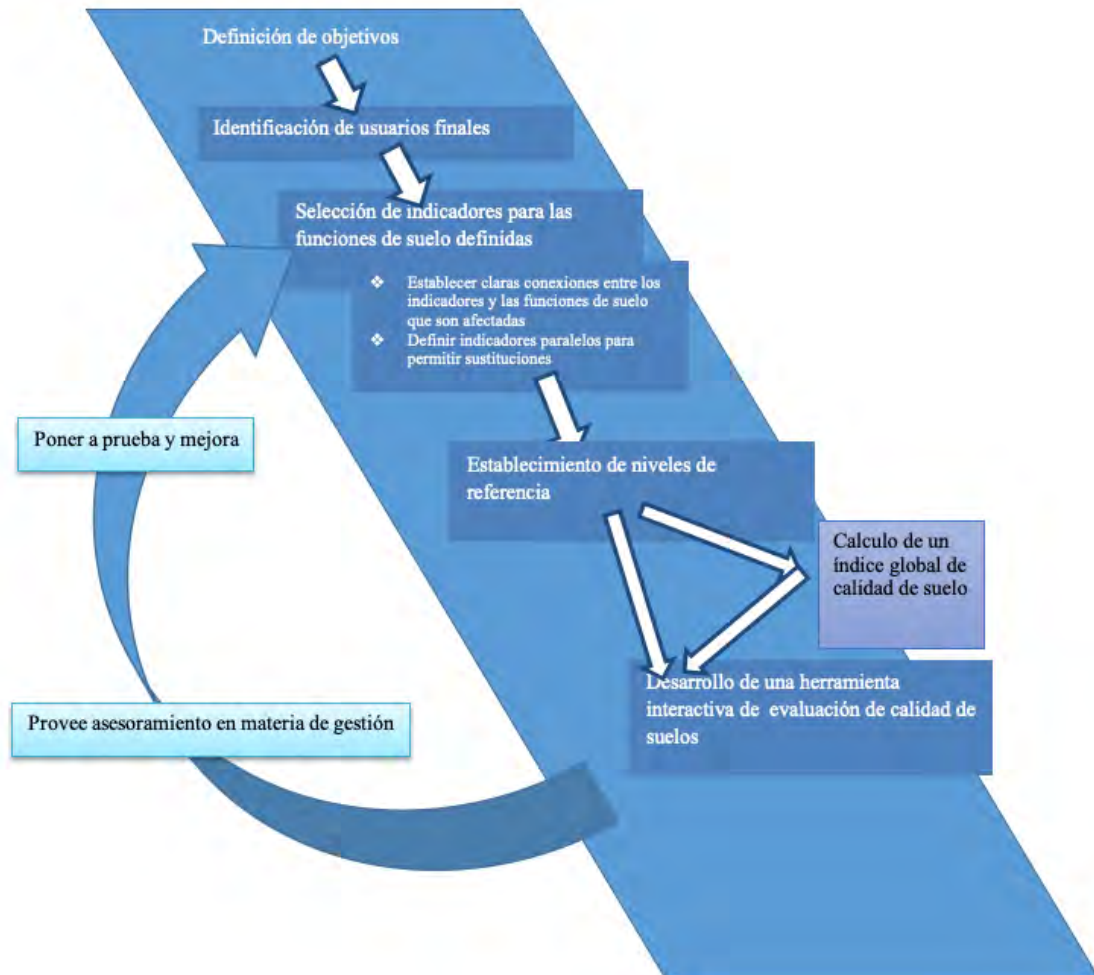 Definición de objetivos
Identificación de usuarios finales
Selección de indicadores para las
funciones de suelo definidas
❖ Establecer claras conexiones entre los
indicadores y las funciones de suelo
que son afectadas
❖ Definir indicadores paralelos para
permitir sustituciones
Poner a prueba y mejora
Establecimiento de niveles de
referencia
Calculo de un
índice global de
calidad de suelo
Desarrollo de una herramienta
interactiva de evaluación de calidad de
suelos
Provee asesoramiento en materia de gestión